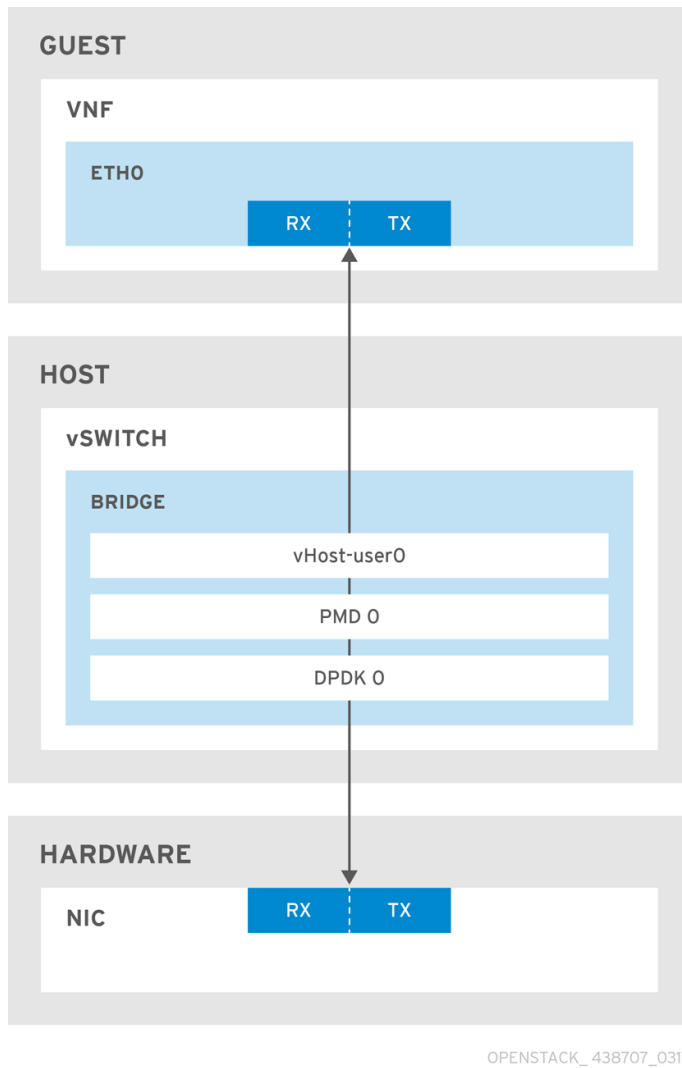 GUEST
VNF
ETH0
RX TX
HOST
vSWITCH
BRIDGE
vHost-user0
PMD 0
DPDK 0
HARDWARE
NIC
RX TX
OPENSTACK_ 438707_031